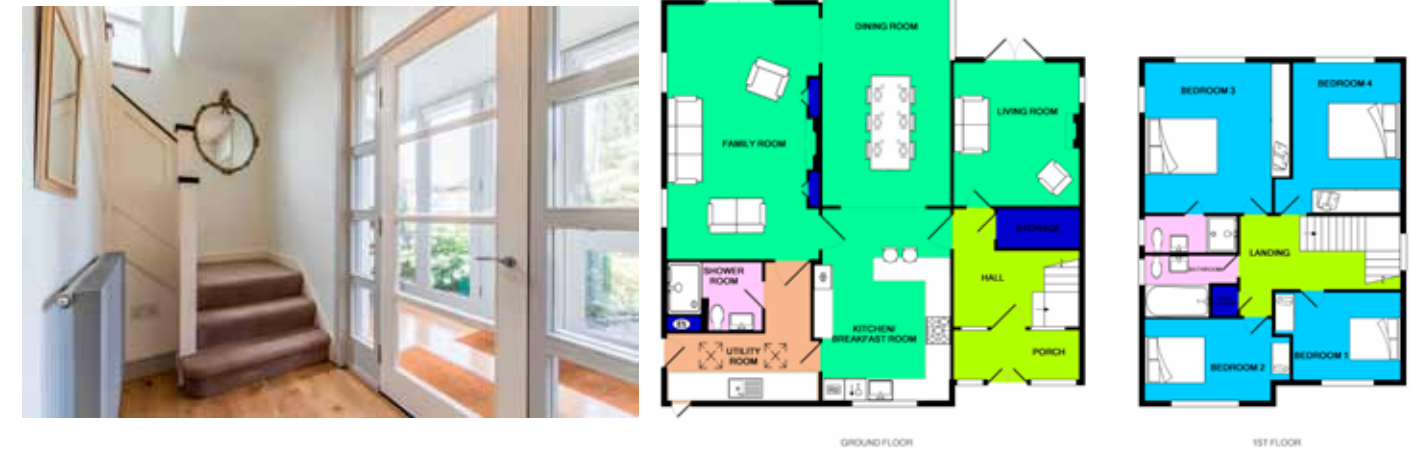 DINING ROOM
LIVING ROOM
FAMILY ROOM
STORAGE
SHOWER
ROOM
HALL
KITCHEN/
BREAKFAST ROOM
UTILITY
ROOM
PORCH
GROUND FLOOR
BEDROOM 3
BEDROOM 4
LANDING
BATHROOM
BEDROOM 2
BEDROOM 1
1ST FLOOR